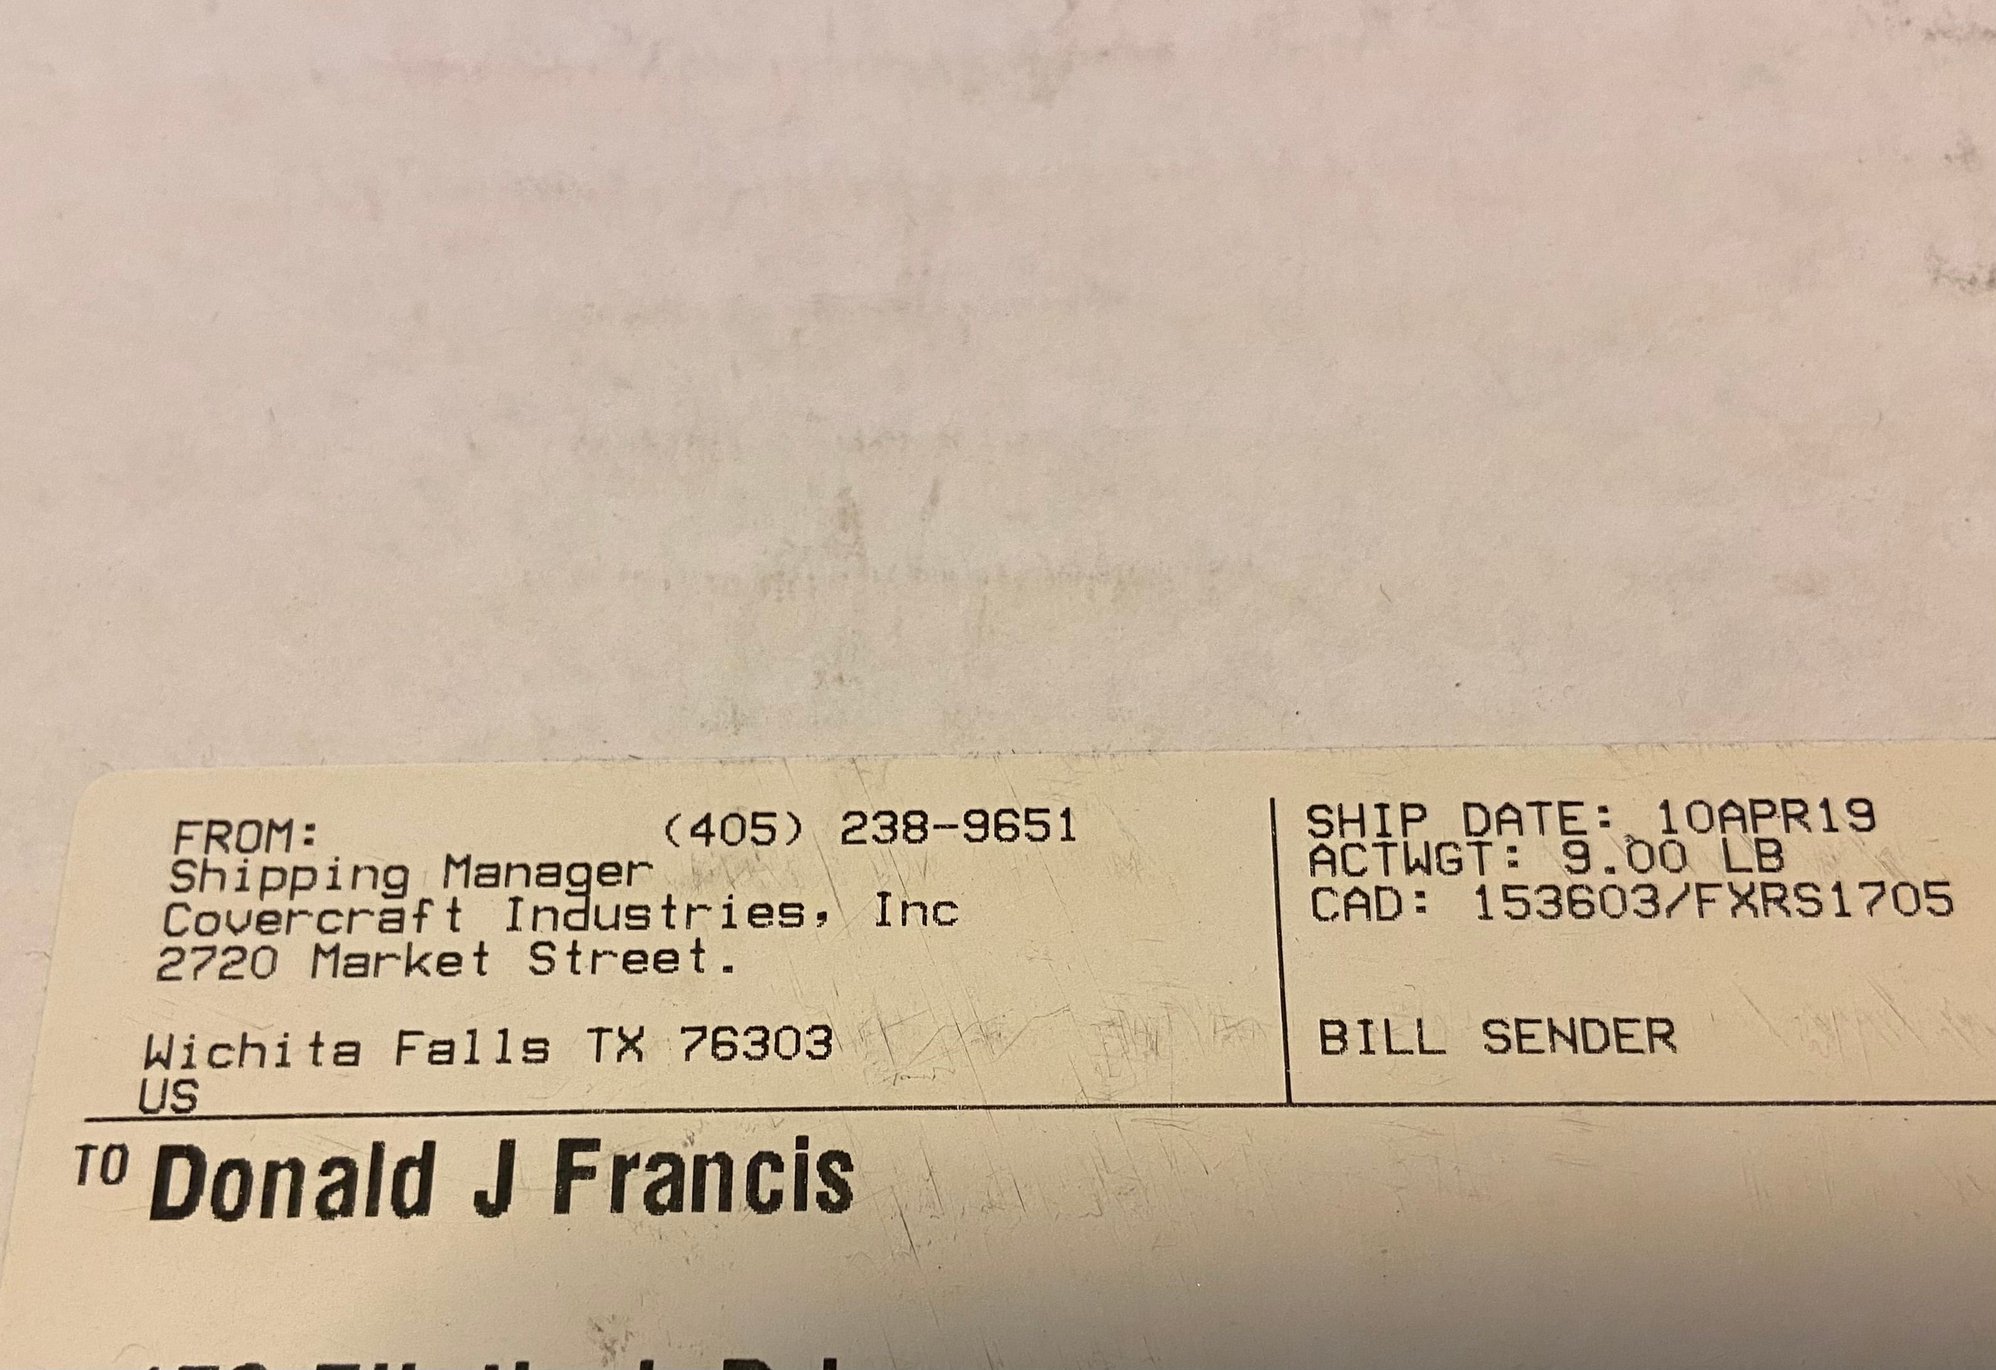 FROM: (405) 238-9651
Shipping Manager
Covercraft Industries, Inc
2720 Market Street.
Wichita Falls TX 76303
US
SHIP DATE: 10APR19
ACTWGT: 9.00 LB
CAD: 153603/FXRS1705
BILL SENDER
TO Donald J Francis